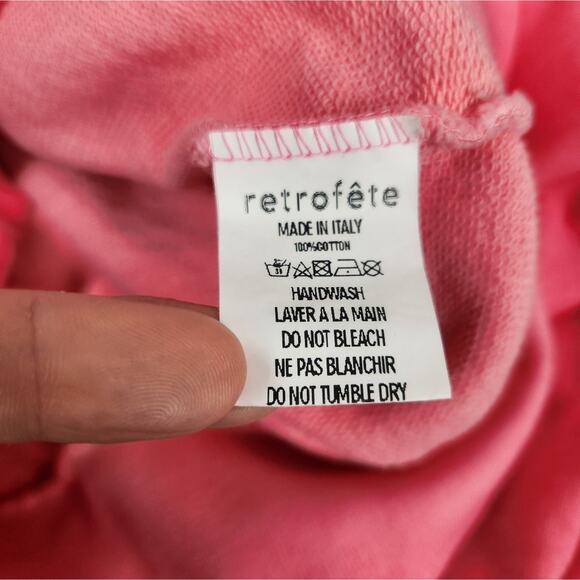 retrofête
MADE IN ITALY
100%COTTON
HANDWASH
LAVER A LA MAIN
DO NOT BLEACH
NE PAS BLANCHIR
DO NOT TUMBLE DRY